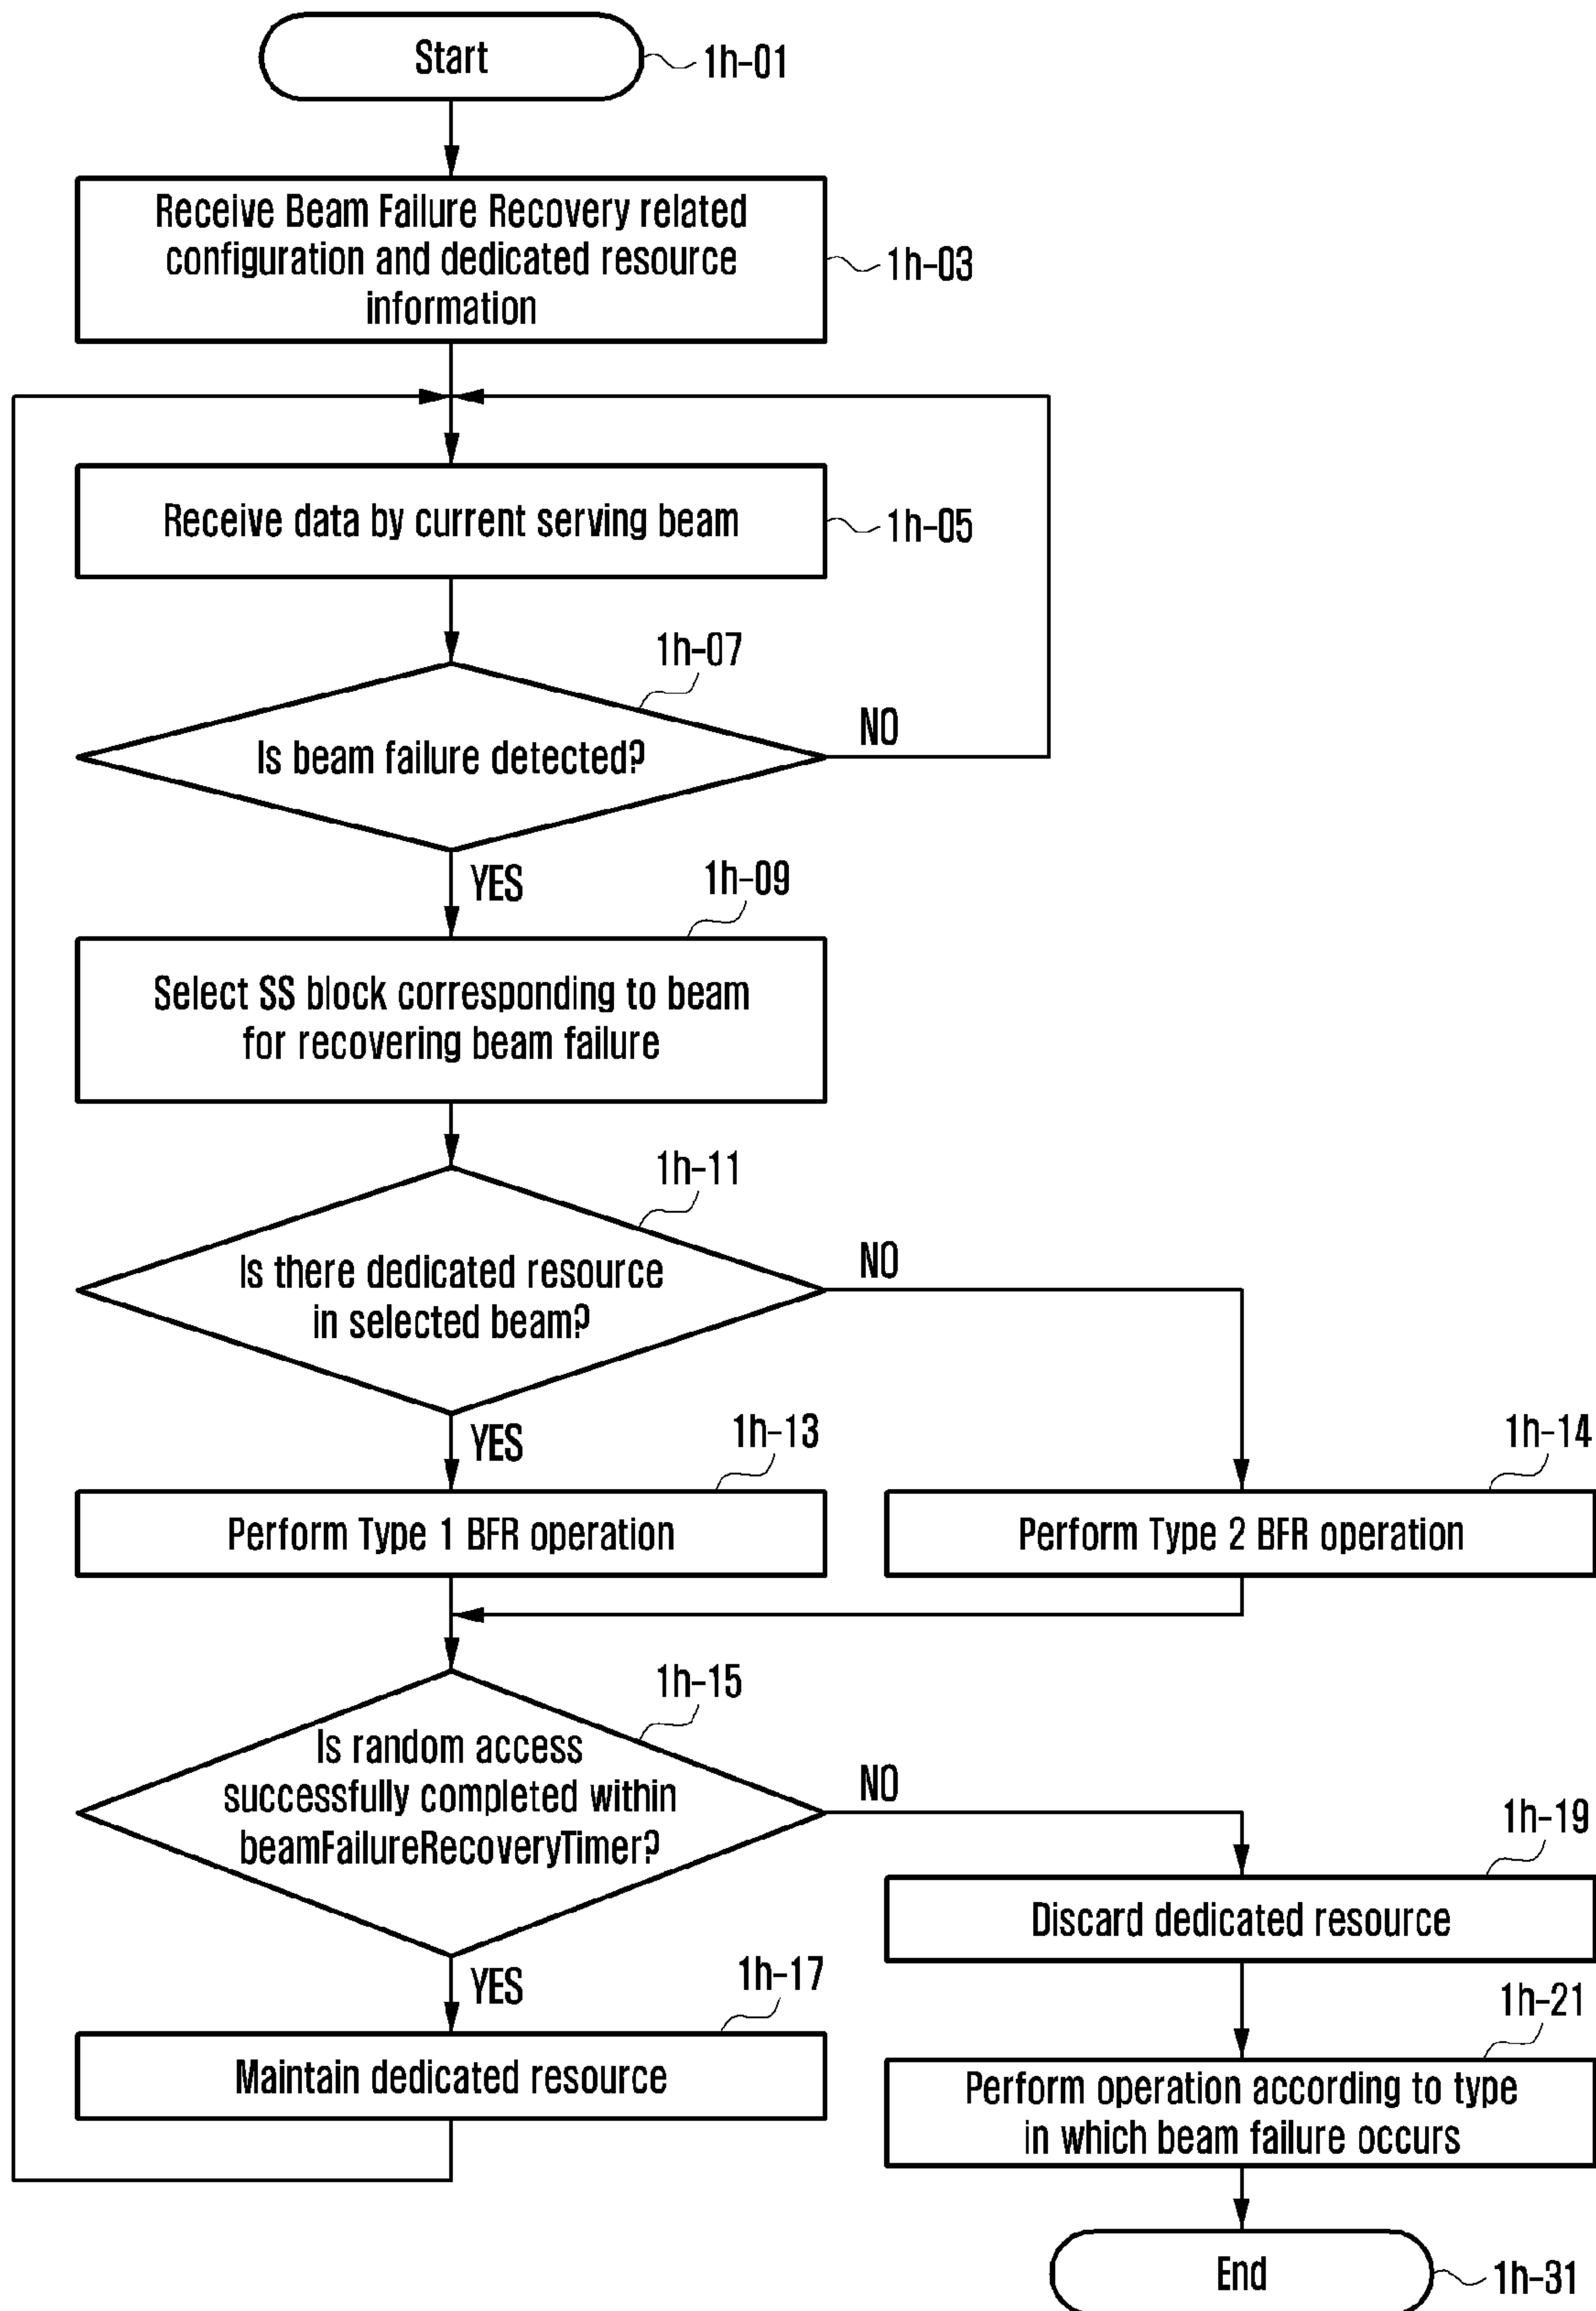 Start
1h-01
Receive Beam Failure Recovery related
configuration and dedicated resource
information
1h-03
Receive data by current serving beam
1h-05
1h-07
Is beam failure detected?
NO
YES
1h-09
Select SS block corresponding to beam
for recovering beam failure
1h-11
Is there dedicated resource
in selected beam?
NO
YES
1h-13
Perform Type 1 BFR operation
1h-14
Perform Type 2 BFR operation
1h-15
Is random access
successfully completed within
beamFailureRecoveryTimer?
NO
YES
1h-17
Maintain dedicated resource
1h-19
Discard dedicated resource
1h-21
Perform operation according to type
in which beam failure occurs
End
1h-31